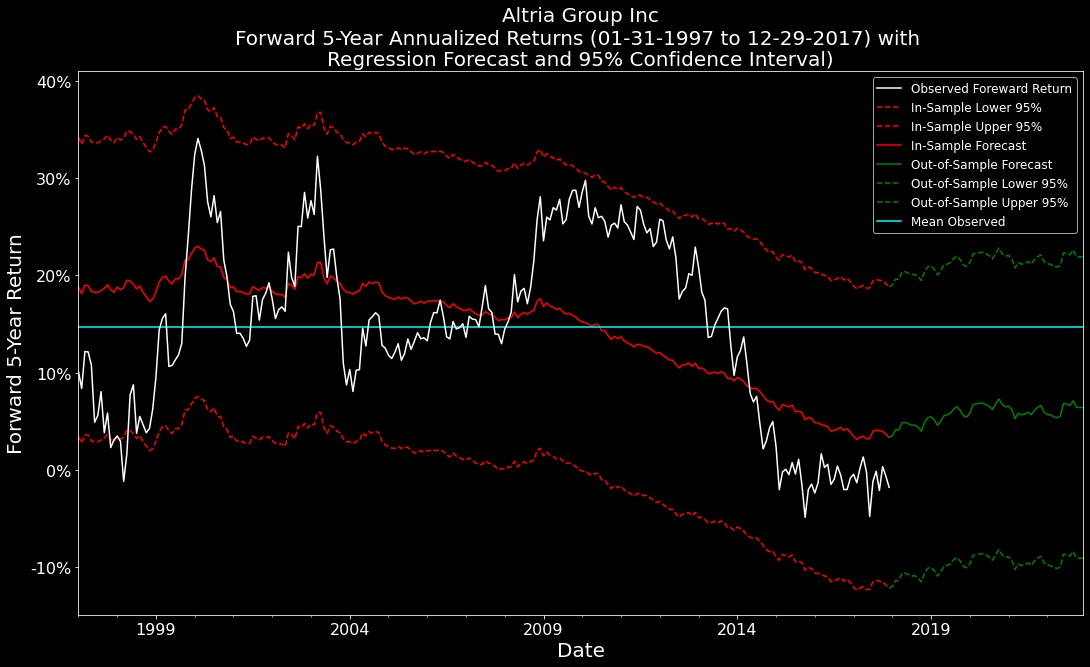 Altria Group Inc
Forward 5-Year Annualized Returns (01-31-1997 to 12-29-2017) with
Regression Forecast and 95% Confidence Interval)
40%
30%
20%
10%
0%
-10%
Forward 5-Year Return
Observed Foreward Return
In-Sample Lower 95%
In-Sample Upper 95%
In-Sample Forecast
Out-of-Sample Forecast
Out-of-Sample Lower 95%
Out-of-Sample Upper 95%
Mean Observed
1999
2004
2009
2014
2019
Date